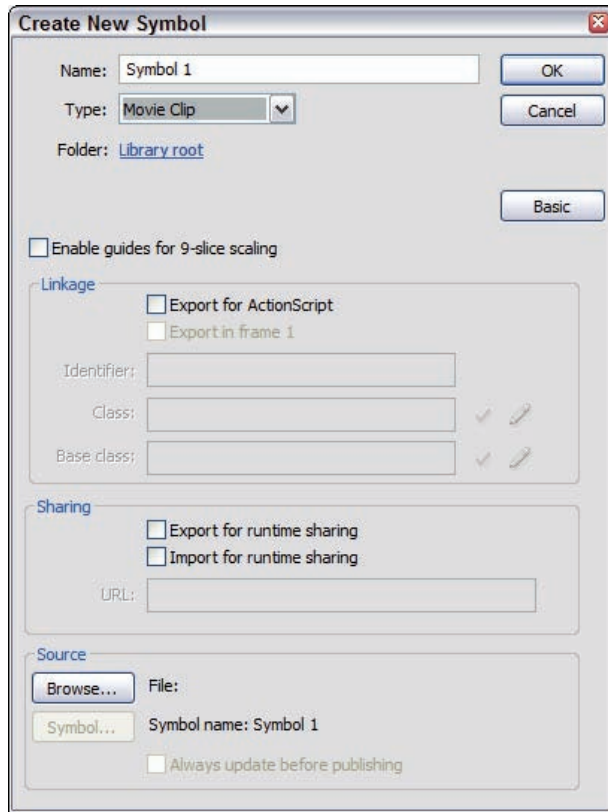 Create New Symbol
Name: Symbol 1
OK
Type: Movie Clip
Cancel
Folder: Library root
Basic
Enable guides for 9-slice scaling
Linkage
Export for ActionScript
Export in frame 1
Identifier:
Class:
Base class:
Sharing
Export for runtime sharing
Import for runtime sharing
URL:
Source
Browse... File:
Symbol... Symbol name: Symbol 1
Always update before publishing